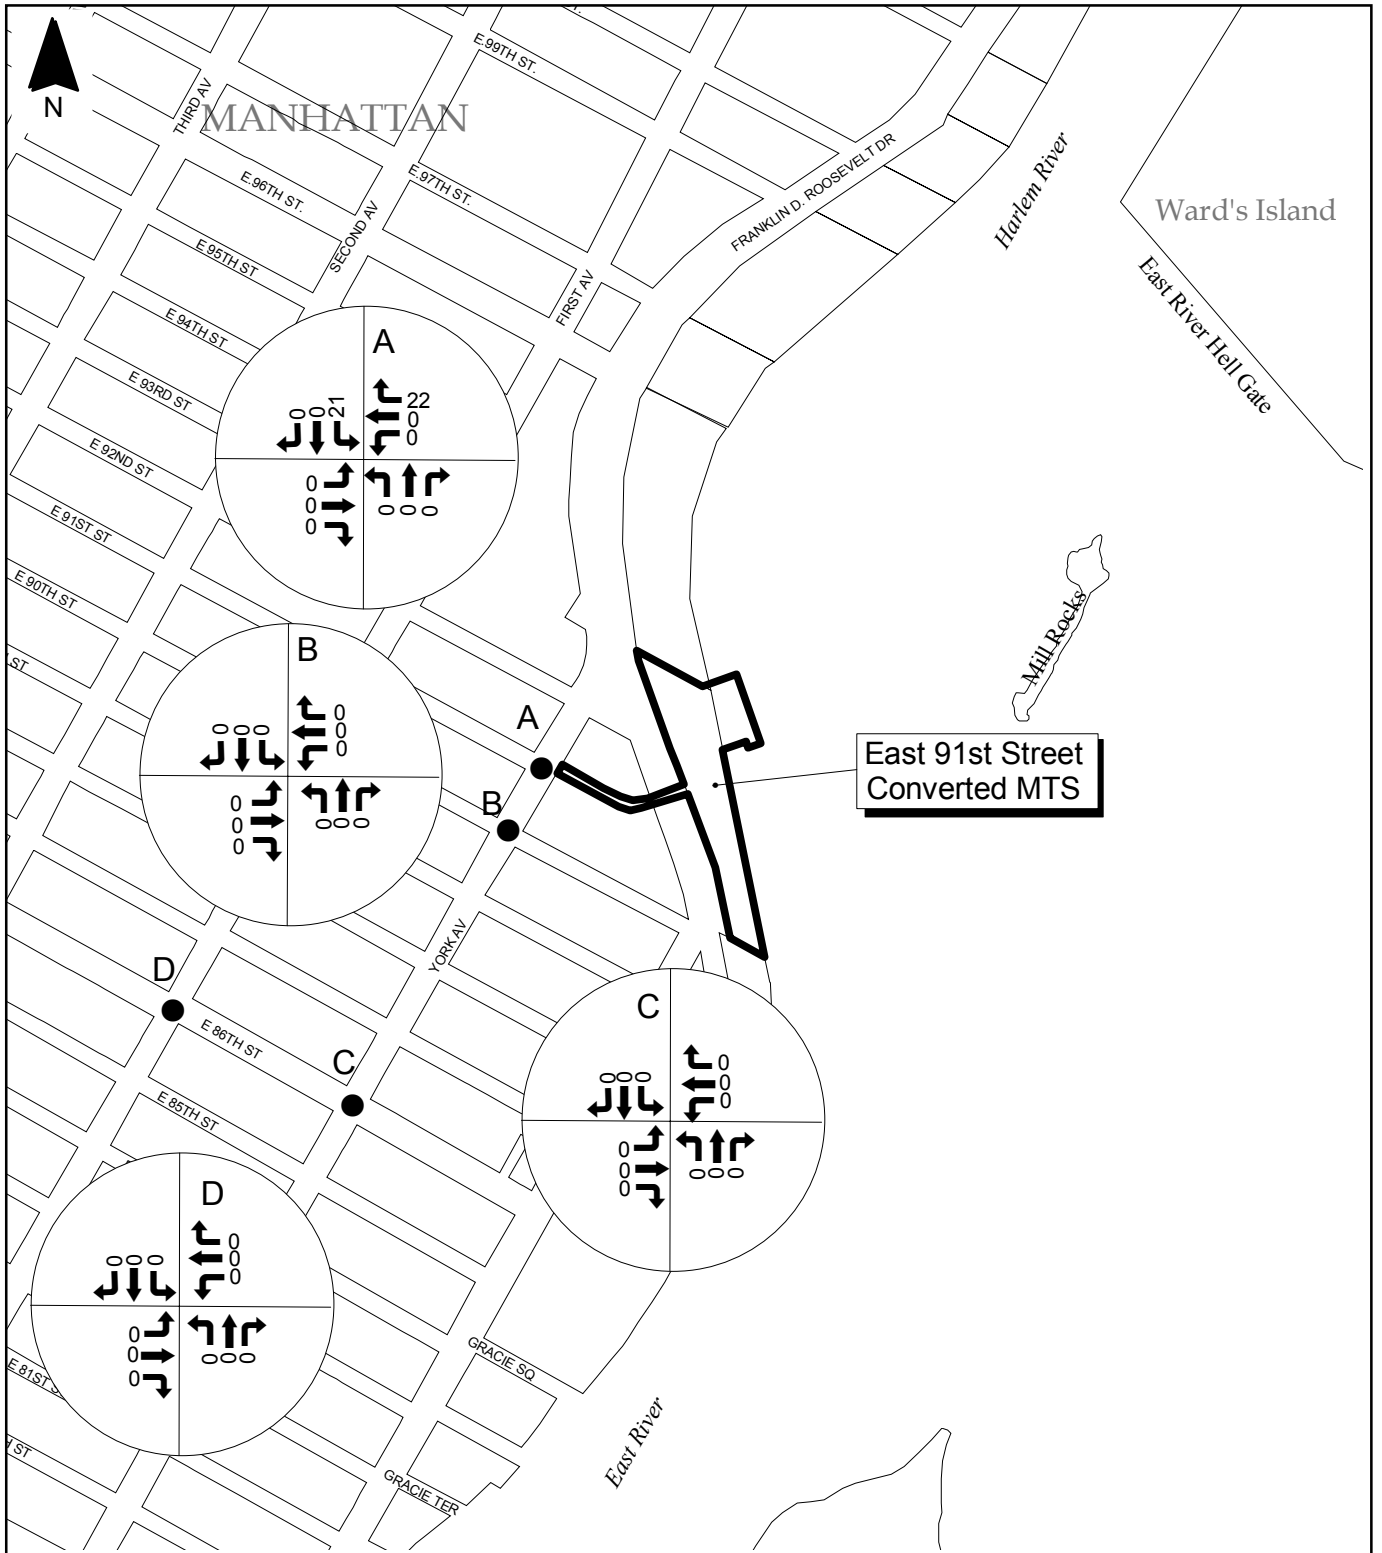 N
MANHATTAN
THIRD AV
E.99TH ST.
E.96TH ST.
SECOND AV
E.97TH ST.
FRANKLIN D. ROOSEVELT DR
Harlem River
Ward's Island
East River Hell Gate
E 95TH ST
E 94TH ST
E 93RD ST
E 92ND ST
E 91ST ST
E 90TH ST
ST
FIRST AV
A
0 0 21
22
0
0
0
0
0
0 0 0
B
0 0 0
0
0
0
0
0
0
0 0 0
A
B
Mill Rocks
East 91st Street
Converted MTS
YORK AV
D
E 86TH ST
C
E 85TH ST
C
0 0 0
0
0
0
0
0
0
0 0 0
D
0 0 0
0
0
0
0
0
0
0 0 0
E 81ST S
ST
GRACIE SQ
GRACIE TER
East River